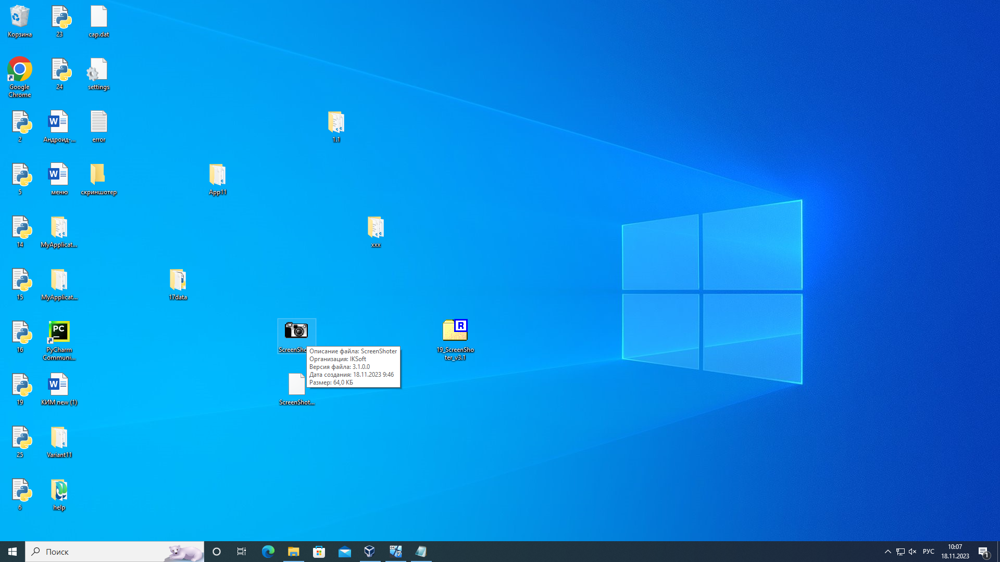 Корзина
23
cap.dat
Google
Chrome
24
settings
2
Андроид-...
error
1.1
5
меню
скриншотер
App11
14
MyApplicat...
xxx
15
MyApplicat...
17data
16
PC
PyCharm
Communi...
ScreenSho
R
19_ScreenSho
ter_v3.1
Описание файла: ScreenShoter
Организация: IKSoft
Версия файла: 3.1.0.0
Дата создания: 18.11.2023 9:46
Размер: 64,0 КБ
19
КИМ new (1)
ScreenShot...
25
Variant11
6
help
Поиск
РУС
10:07
18.11.2023
1